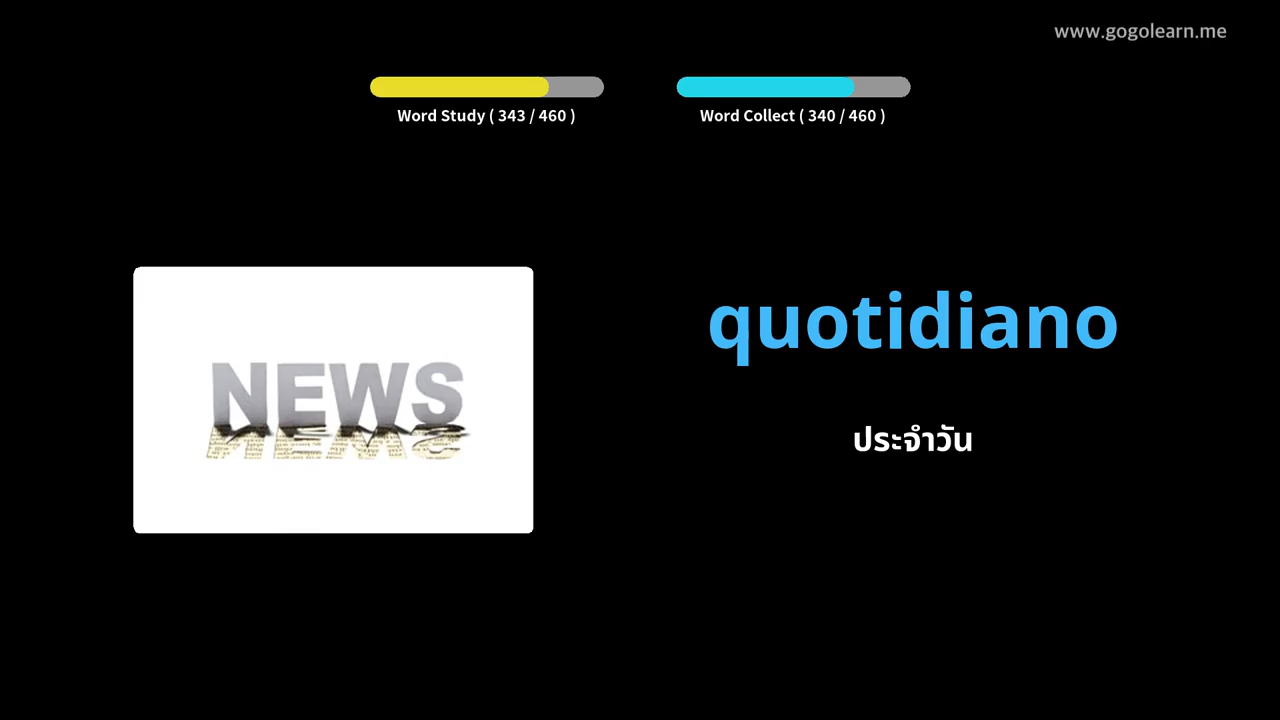 www.gogolearn.me
Word Study ( 343 / 460 )
Word Collect ( 340 / 460 )
NEWS
quotidiano
ประจำวัน